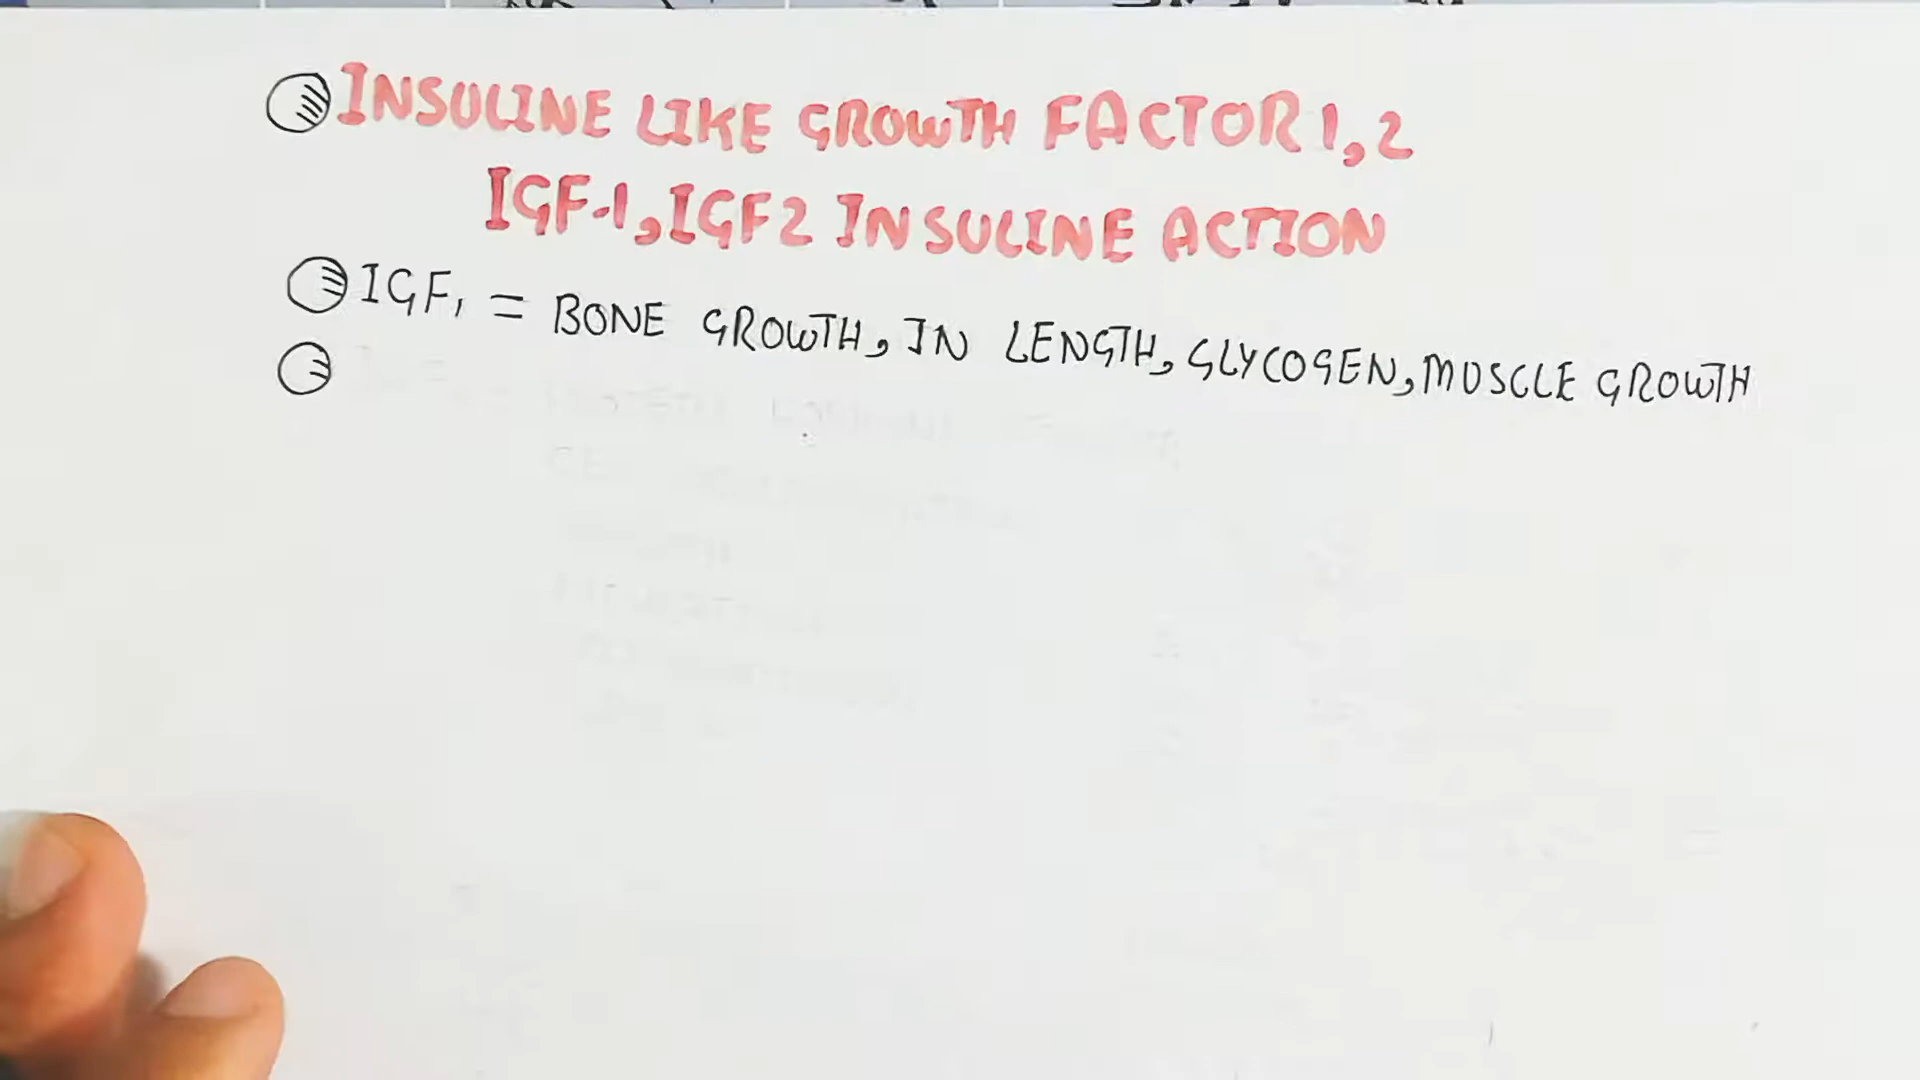 INSULINE LIKE GROWTH FACTOR 1,2
IGF-1, IGF2 INSULINE ACTION
IGF1 = BONE GROWTH, IN LENGTH, GLYCOGEN, MUSCLE GROWTH